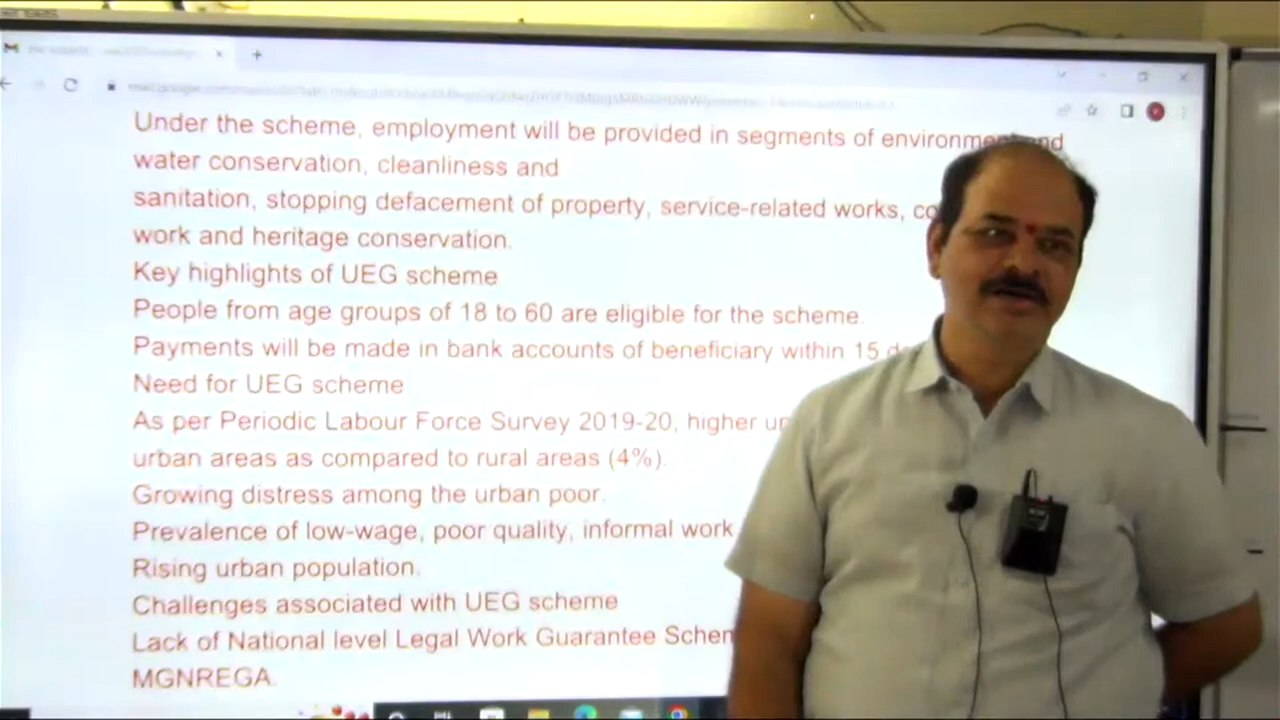 Under the scheme, employment will be provided in segments of environment and
water conservation, cleanliness and
sanitation, stopping defacement of property, service-related works,
work and heritage conservation.
Key highlights of UEG scheme
People from age groups of 18 to 60 are eligible for the scheme.
Payments will be made in bank accounts of beneficiary within 15
Need for UEG scheme
As per Periodic Labour Force Survey 2019-20, higher
urban areas as compared to rural areas (4%).
Growing distress among the urban poor.
Prevalence of low-wage, poor quality, informal work
Rising urban population.
Challenges associated with UEG scheme
Lack of National level Legal Work Guarantee
MGNREGA.